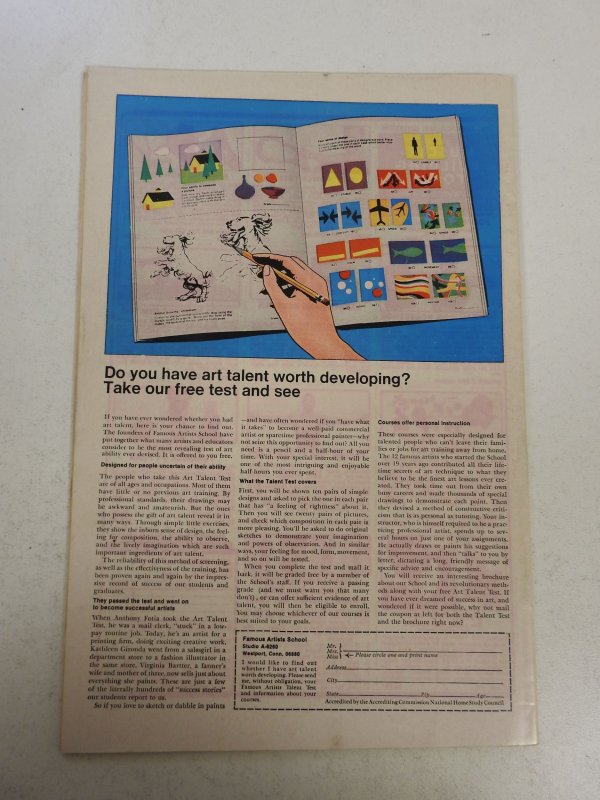 Do you have art talent worth developing?
Take our free test and see
If you have ever wondered whether you had
art talent, here is your chance to find out.
The founders of Famous Artists School have
put together what many artists and educators
consider to be the most revealing test of art
ability ever devised. It is offered to you free.
Designed for people uncertain of their ability
The people who take this Art Talent Test
are of all ages and occupations. Most of them
have little or no previous art training. By
professional standards, their drawings may
be awkward and amateurish. But the ones
who possess the gift of art talent reveal it in
many ways. Through simple little exercises,
they show the inborn sense of design, the feel-
ing for composition, the ability to observe,
and the lively imagination which are such
important ingredients of art talent.
The reliability of this method of screening,
as well as the effectiveness of the training, has
been proven again and again by the impres-
sive record of success of our students and
graduates.
They passed the test and went on
to become successful artists
When Anthony Fotia took the Art Talent
Test, he was a mail clerk, "stuck" in a low-
pay routine job. Today, he's an artist for a
printing firm, doing exciting creative work.
Kathleen Gironda went from a salesgirl in a
department store to a fashion illustrator in
the same store. Virginia Bartter, a farmer's
wife and mother of three, now sells just about
everything she paints. These are just a few
of the literally hundreds of "success stories"
our students report to us.
So if you love to sketch or dabble in paints
—and have often wondered if you "have what
it takes" to become a well-paid commercial
artist or sparetime professional painter—why
not seize this opportunity to find out? All you
need is a pencil and a half-hour of your
time. With your special interest, it will be
one of the most intriguing and enjoyable
half hours you ever spent.
What the Talent Test covers
First, you will be shown ten pairs of simple
designs and asked to pick the one in each pair
that has "a feeling of rightness" about it.
Then you will see twenty pairs of pictures,
and check which composition in each pair is
more pleasing. You'll be asked to do original
sketches to demonstrate your imagination
and powers of observation. And in similar
ways, your feeling for mood, form, movement,
and so on will be tested.
When you complete the test and mail it
back, it will be graded free by a member of
the School's staff. If you receive a passing
grade (and we must warn you that many
don't), or can offer sufficient evidence of art
talent, you will then be eligible to enroll.
You may choose whichever of our courses is
best suited to your goals.
Courses offer personal instruction
These courses were especially designed for
talented people who can't leave their fami-
lies or jobs for art training away from home.
The 12 famous artists who started the School
over 19 years ago contributed all their life-
time secrets of art technique to what they
believe to be the finest art lessons ever cre-
ated. They took time out from their own
busy careers and made thousands of special
drawings to demonstrate each point. Then
they devised a method of constructive criti-
cism that is as personal as tutoring. Your in-
structor, who is himself required to be a prac-
ticing professional artist, spends up to sev-
eral hours on just one of your assignments.
He actually draws or paints his suggestions
for improvement, and then "talks" to you by
letter, dictating a long, friendly message of
specific advice and encouragement.
You will receive an interesting brochure
about our School and its revolutionary meth-
ods along with your free Art Talent Test. If
you have ever dreamed of success in art, and
wondered if it were possible, why not mail
the coupon at left for both the Talent Test
and the brochure right now?
Famous Artists School
Studio A-8260
Westport, Conn. 06880
I would like to find out
whether I have art talent
worth developing. Please send
me, without obligation, your
Famous Artists Talent Test
and information about your
courses.
Mr.
Mrs.
Miss
Please circle one and print name
Address
City
State Zip Age
Accredited by the Accrediting Commission National Home Study Council